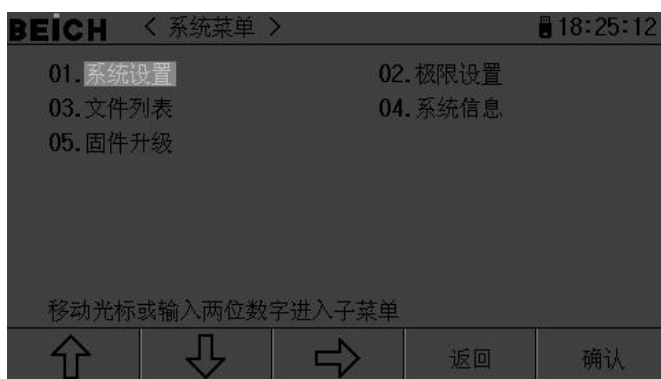 BEICH 〈 系统菜单 〉 18:25:12
01.系统设置 02.极限设置
03.文件列表 04.系统信息
05.固件升级
移动光标或输入两位数字进入子菜单
返回 确认